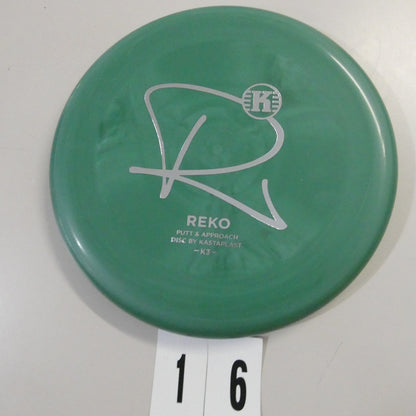 K
R
REKO
PUTT & APPROACH
DISC BY KASTAPLAST
–K3–
1 6